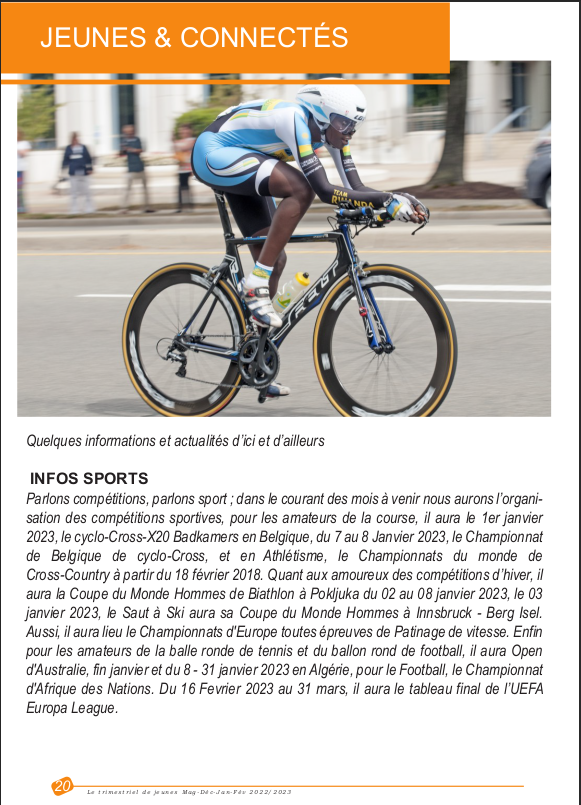 JEUNES & CONNECTÉS
TEAM
RWANDA
Quelques informations et actualités d'ici et d'ailleurs
INFOS SPORTS
Parlons compétitions, parlons sport ; dans le courant des mois à venir nous aurons l'organi-
sation des compétitions sportives, pour les amateurs de la course, il aura le 1er janvier
2023, le cyclo-Cross-X20 Badkamers en Belgique, du 7 au 8 Janvier 2023, le Championnat
de Belgique de cyclo-Cross, et en Athlétisme, le Championnats du monde de
Cross-Country à partir du 18 février 2018. Quant aux amoureux des compétitions d'hiver, il
aura la Coupe du Monde Hommes de Biathlon à Pokljuka du 02 au 08 janvier 2023, le 03
janvier 2023, le Saut à Ski aura sa Coupe du Monde Hommes à Innsbruck - Berg Isel.
Aussi, il aura lieu le Championnats d'Europe toutes épreuves de Patinage de vitesse. Enfin
pour les amateurs de la balle ronde de tennis et du ballon rond de football, il aura Open
d'Australie, fin janvier et du 8 - 31 janvier 2023 en Algérie, pour le Football, le Championnat
d'Afrique des Nations. Du 16 Fevrier 2023 au 31 mars, il aura le tableau final de l'UEFA
Europa League.
20
Le trimestriel de jeunes Mag-Déc-Jan-Fév 2022/2023